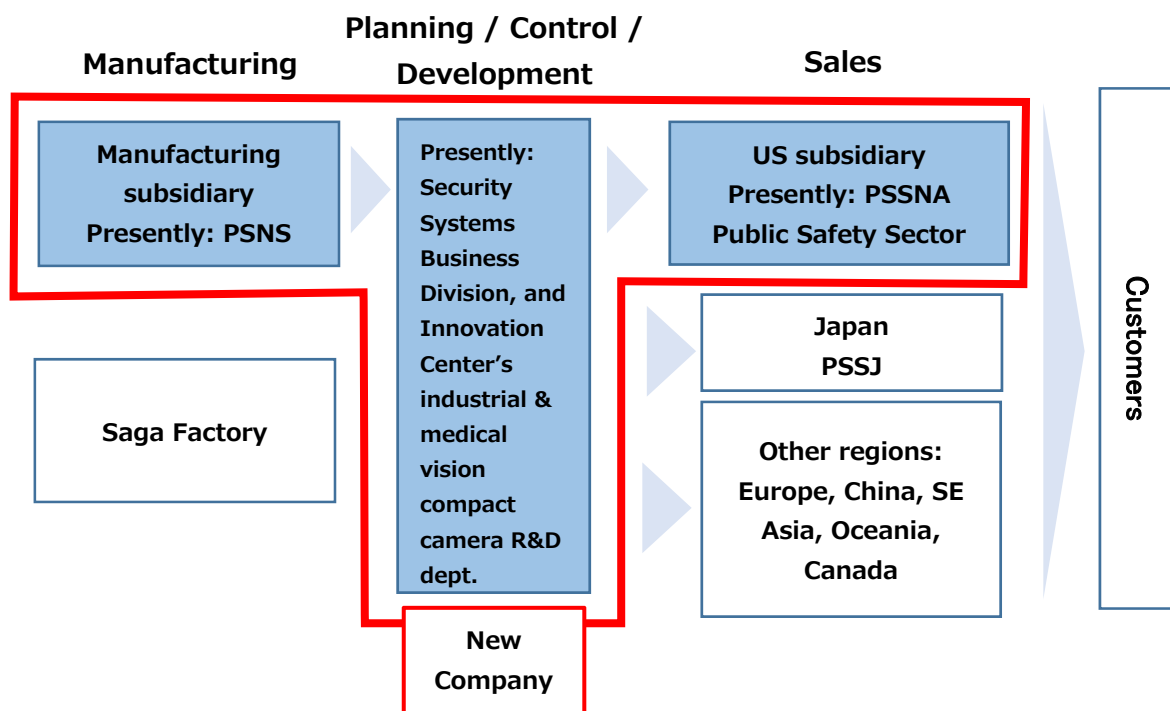 Manufacturing
Planning / Control /
Development
Sales
Manufacturing
subsidiary
Presently: PSNS
Saga Factory
Presently:
Security
Systems
Business
Division, and
Innovation
Center’s
industrial &
medical
vision
compact
camera R&D
dept.
New
Company
US subsidiary
Presently: PSSNA
Public Safety Sector
Japan
PSSJ
Other regions:
Europe, China, SE
Asia, Oceania,
Canada
Customers